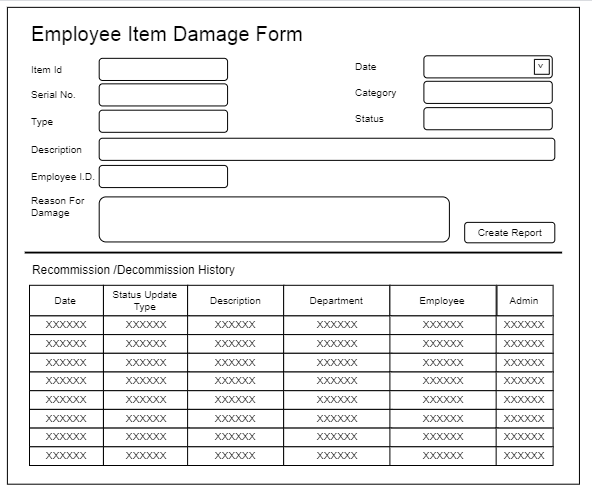 Employee Item Damage Form
Item Id
Date
v
Serial No.
Category
Type
Status
Description
Employee I.D.
Reason For
Damage
Create Report
Recommission /Decommission History
Date Status Update Type Description Department Employee Admin
XXXXXX XXXXXX XXXXXX XXXXXX XXXXXX XXXXXX
XXXXXX XXXXXX XXXXXX XXXXXX XXXXXX XXXXXX
XXXXXX XXXXXX XXXXXX XXXXXX XXXXXX XXXXXX
XXXXXX XXXXXX XXXXXX XXXXXX XXXXXX XXXXXX
XXXXXX XXXXXX XXXXXX XXXXXX XXXXXX XXXXXX
XXXXXX XXXXXX XXXXXX XXXXXX XXXXXX XXXXXX
XXXXXX XXXXXX XXXXXX XXXXXX XXXXXX XXXXXX
XXXXXX XXXXXX XXXXXX XXXXXX XXXXXX XXXXXX